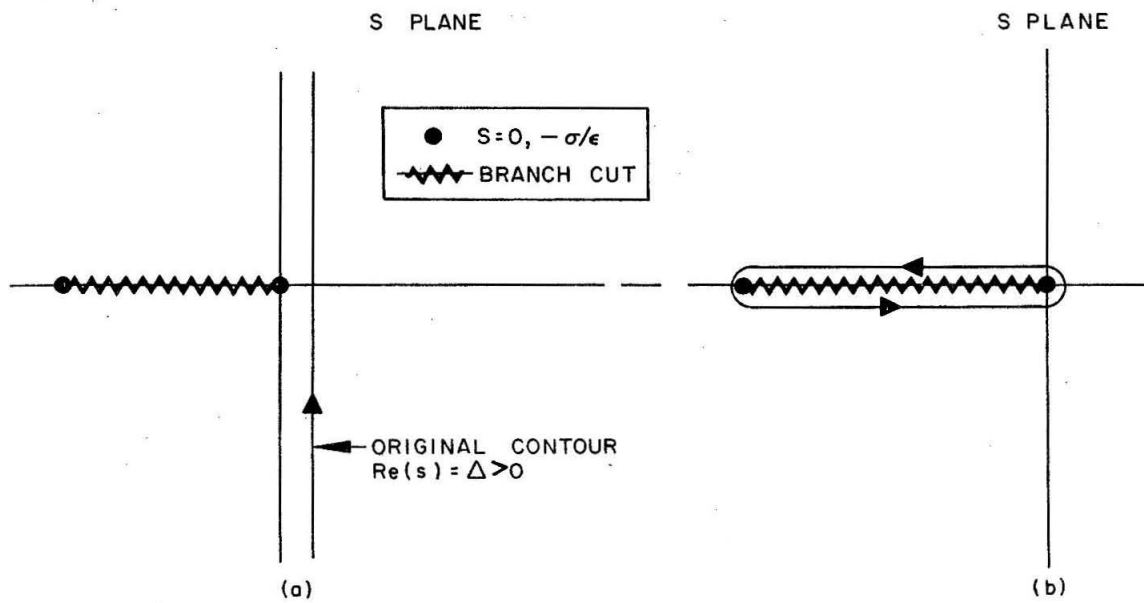 S PLANE
S PLANE
S=0, − σ/ϵ
BRANCH CUT
ORIGINAL CONTOUR
Re(s) = Δ>0
(a)
(b)